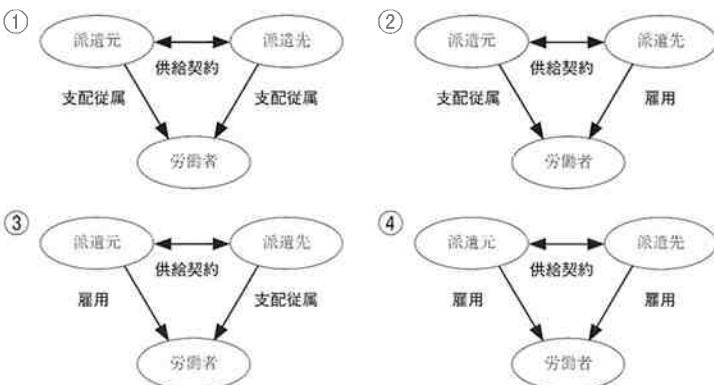 ①
派遣元 派遣先
供給契約
支配従属 支配従属
労働者
②
派遣元 派遣先
供給契約
支配従属 雇用
労働者
③
派遣元 派遣先
供給契約
雇用 支配従属
労働者
④
派遣元 派遣先
供給契約
雇用 雇用
労働者